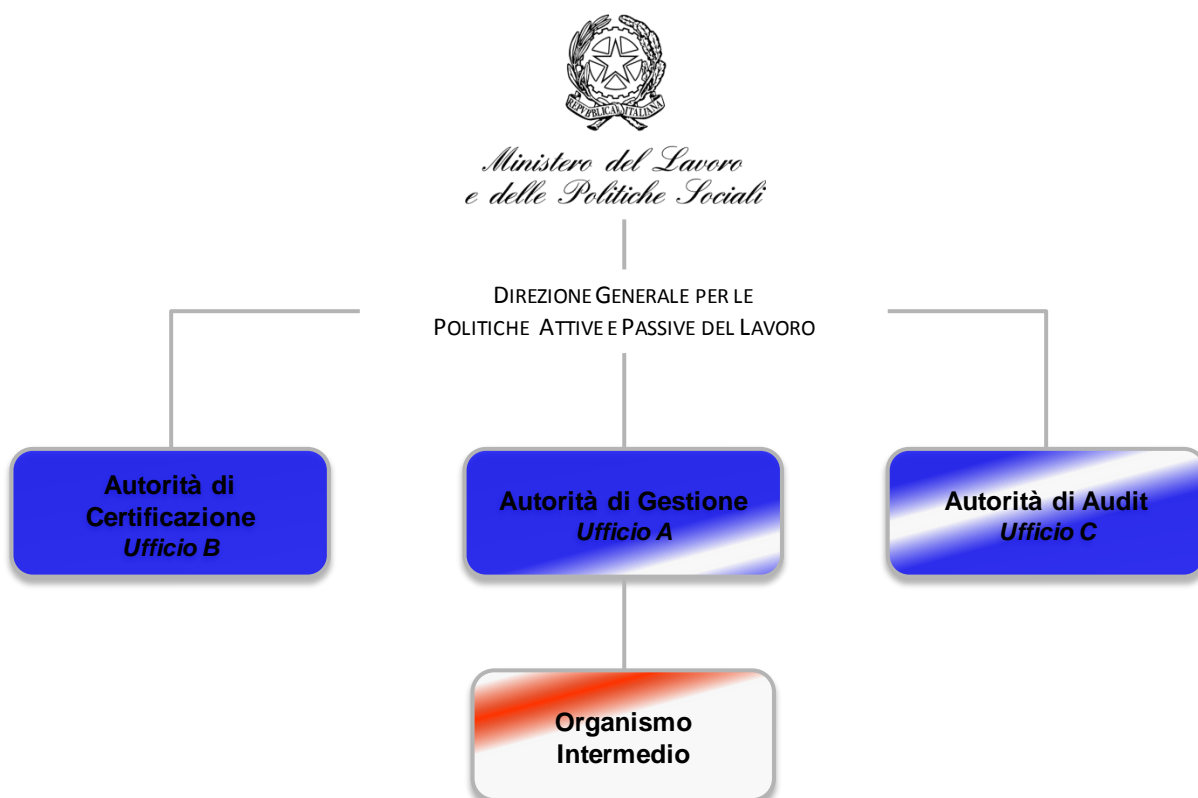 REPVBBLICA ITALIANA
Ministero del Lavoro
e delle Politiche Sociali
DIREZIONE GENERALE PER LE
POLITICHE ATTIVE E PASSIVE DEL LAVORO
Autorità di
Certificazione
Ufficio B
Autorità di Gestione
Ufficio A
Autorità di Audit
Ufficio C
Organismo
Intermedio